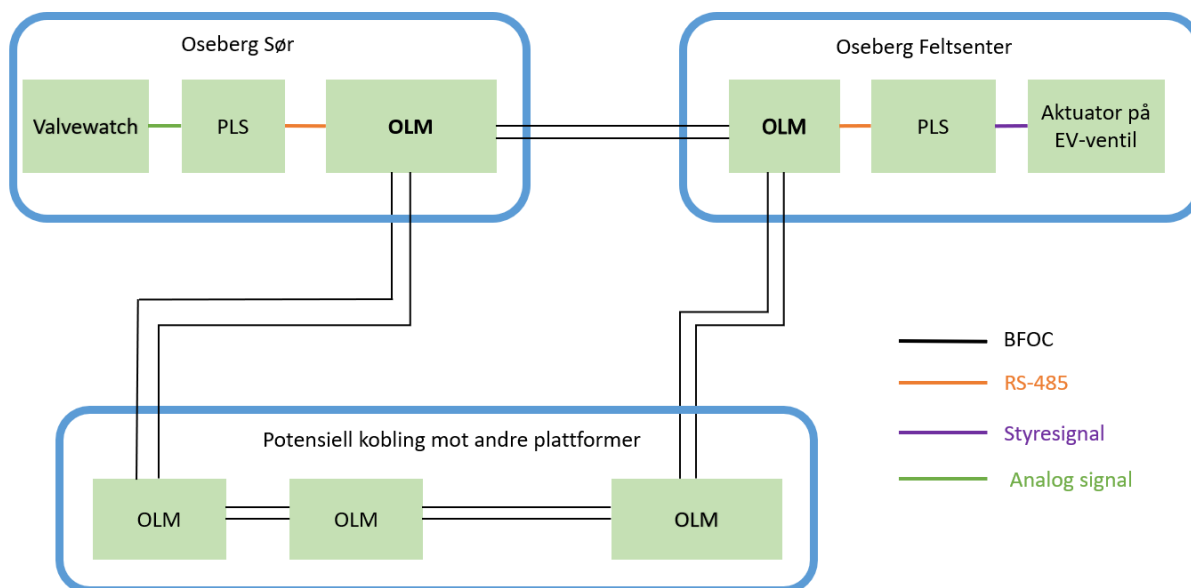 Oseberg Sør
Oseberg Feltsenter
Valvewatch
PLS
OLM
OLM
PLS
Aktuator på
EV-ventil
BFOC
RS-485
Styresignal
Analog signal
Potensiell kobling mot andre plattformer
OLM
OLM
OLM